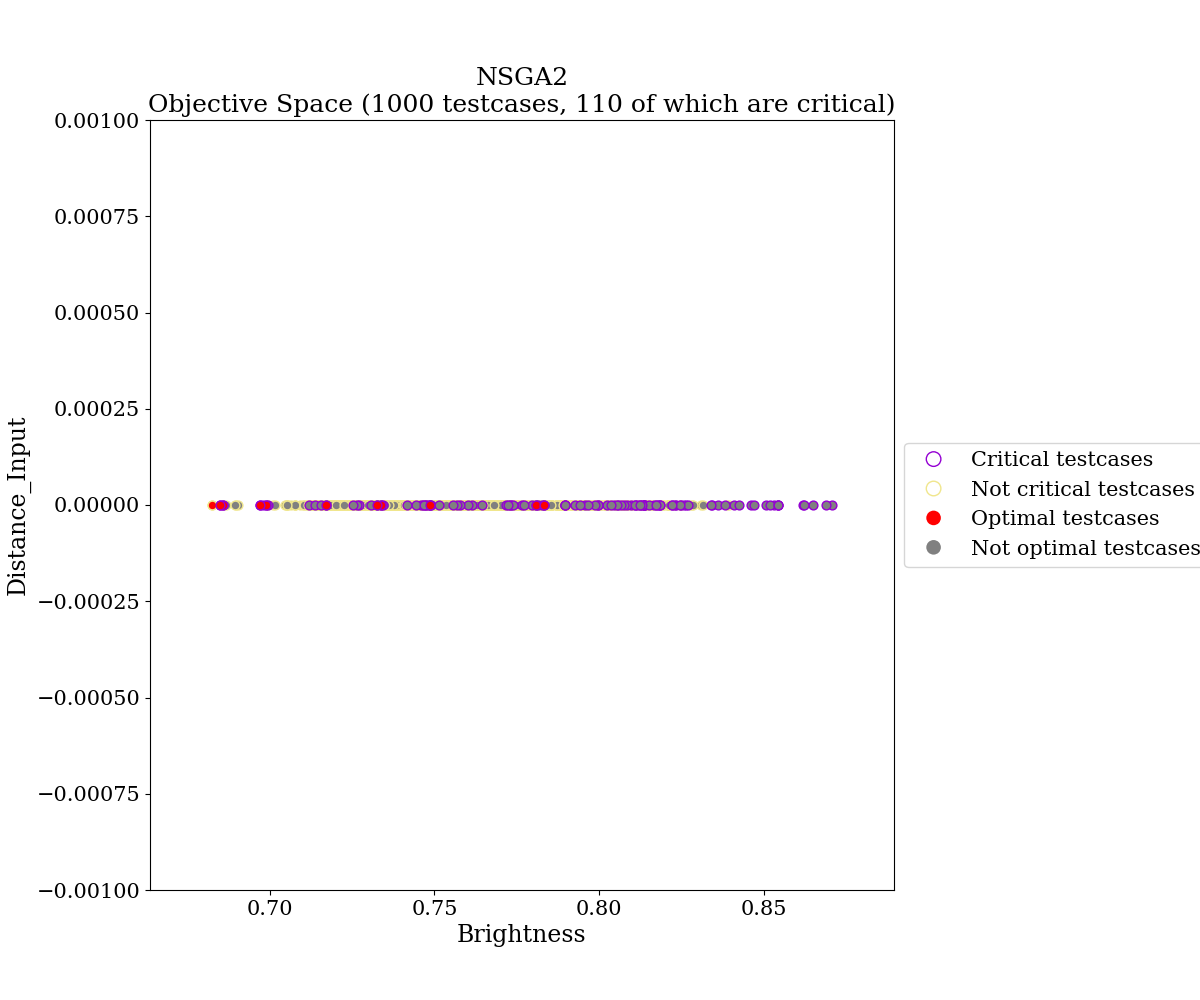 NSGA2
Objective Space (1000 testcases, 110 of which are critical)
0.00100
0.00075
0.00050
0.00025
0.00000
−0.00025
−0.00050
−0.00075
−0.00100
Distance_Input
0.70 0.75 0.80 0.85
Brightness
Critical testcases
Not critical testcases
Optimal testcases
Not optimal testcases